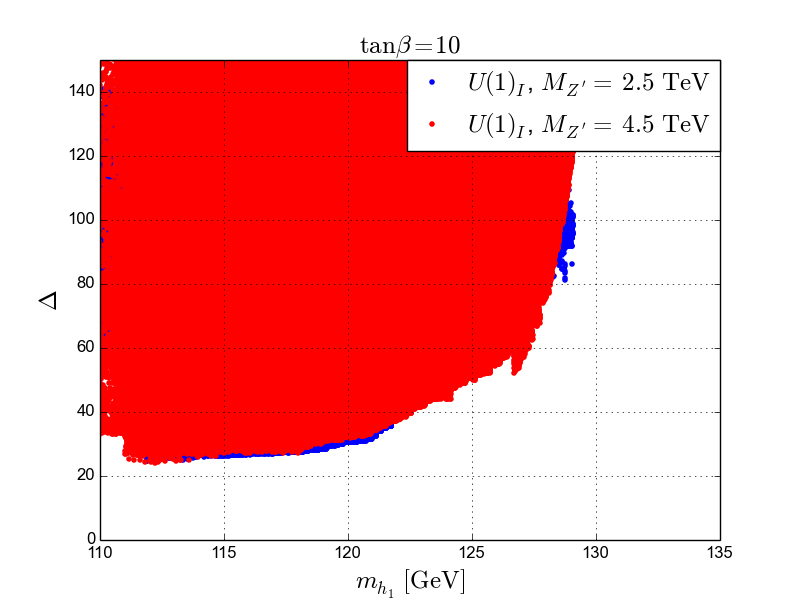 tanβ=10
U(1)_I, M_{Z'} = 2.5 TeV
U(1)_I, M_{Z'} = 4.5 TeV
140
120
100
80
60
40
20
0
Δ
110 115 120 125 130 135
m_{h_1} [GeV]